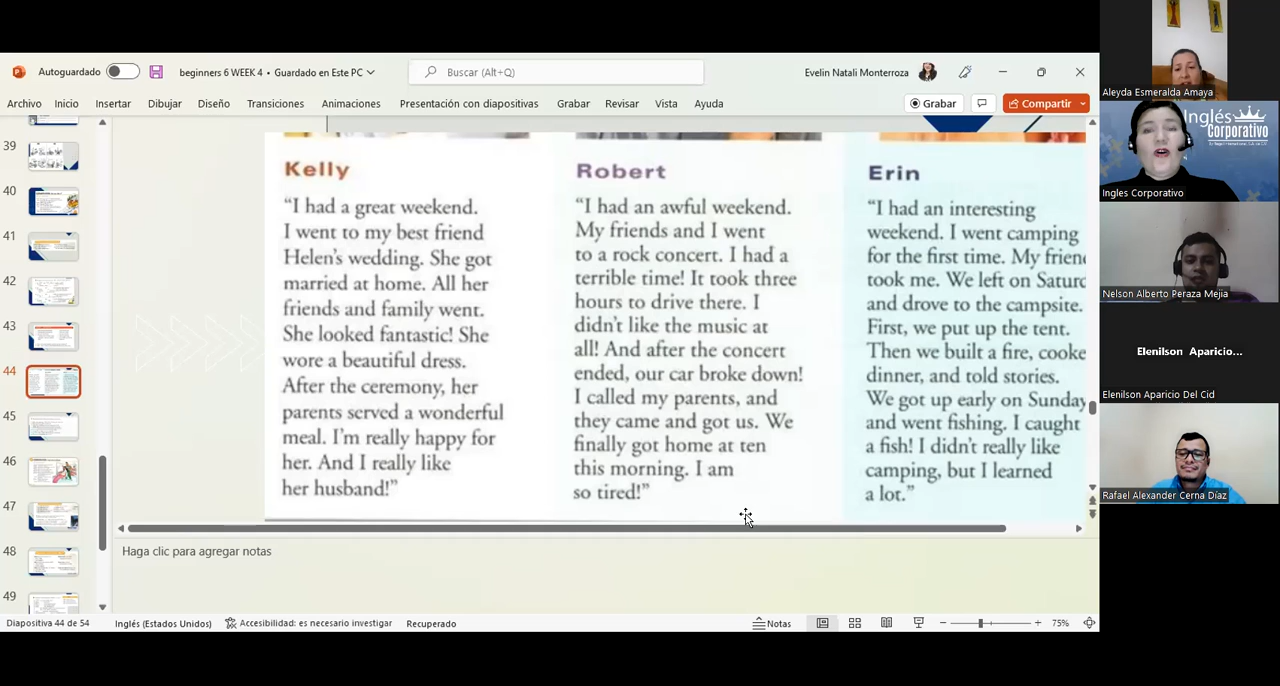 Autoguardado
beginners 6 WEEK 4 • Guardado en Este PC
Buscar (Alt+Q)
Evelin Natali Monterroza
Archivo Inicio Insertar Dibujar Diseño Transiciones Animaciones Presentación con diapositivas Grabar Revisar Vista Ayuda
Grabar
Compartir
39
40
41
42
43
44
45
46
47
48
49
Kelly
"I had a great weekend.
I went to my best friend
Helen's wedding. She got
married at home. All her
friends and family went.
She looked fantastic! She
wore a beautiful dress.
After the ceremony, her
parents served a wonderful
meal. I'm really happy for
her. And I really like
her husband!"
Robert
"I had an awful weekend.
My friends and I went
to a rock concert. I had a
terrible time! It took three
hours to drive there. I
didn't like the music at
all! And after the concert
ended, our car broke down!
I called my parents, and
they came and got us. We
finally got home at ten
this morning. I am
so tired!"
Erin
"I had an interesting
weekend. I went camping
for the first time. My frien
took me. We left on Satur
and drove to the campsite.
First, we put up the tent.
Then we built a fire, cooke
dinner, and told stories.
We got up early on Sunday
and went fishing. I caught
a fish! I didn't really like
camping, but I learned
a lot."
Haga clic para agregar notas
Diapositiva 44 de 54
Inglés (Estados Unidos)
Accesibilidad: es necesario investigar
Recuperado
Notas
75%
Aleyda Esmeralda Amaya
Inglés
Corporativo
Ingles Corporativo
Nelson Alberto Peraza Mejia
Elenilson Aparicio...
Elenilson Aparicio Del Cid
Rafael Alexander Cerna Díaz